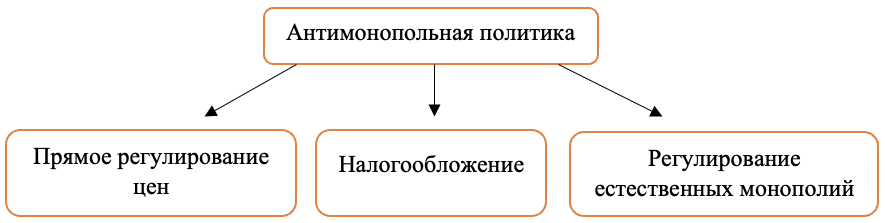 Антимонопольная политика
Прямое регулирование
цен
Налогообложение
Регулирование
естественных монополий